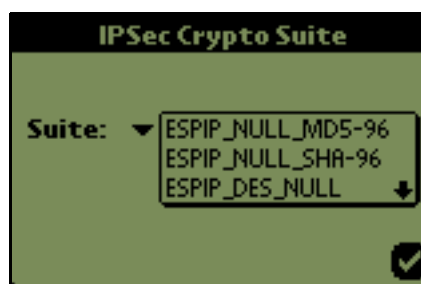 IPSec Crypto Suite
Suite: ESPIP_NULL_MD5-96
ESPIP_NULL_SHA-96
ESPIP_DES_NULL